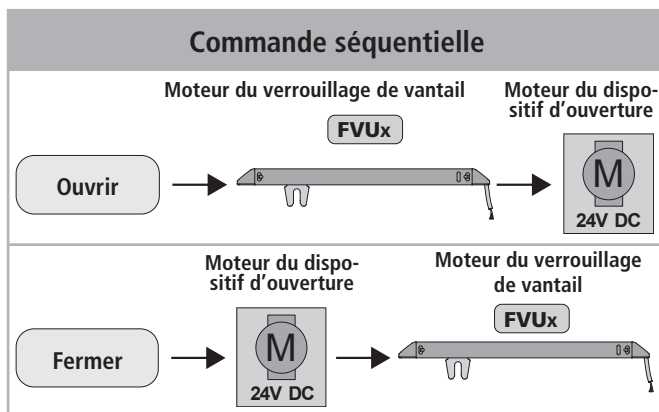 Commande séquentielle
Moteur du verrouillage de vantail
FVUx
Moteur du dispo-
sitif d'ouverture
Ouvrir
M
24V DC
Moteur du dispo-
sitif d'ouverture
Moteur du verrouillage
de vantail
FVUx
Fermer
M
24V DC